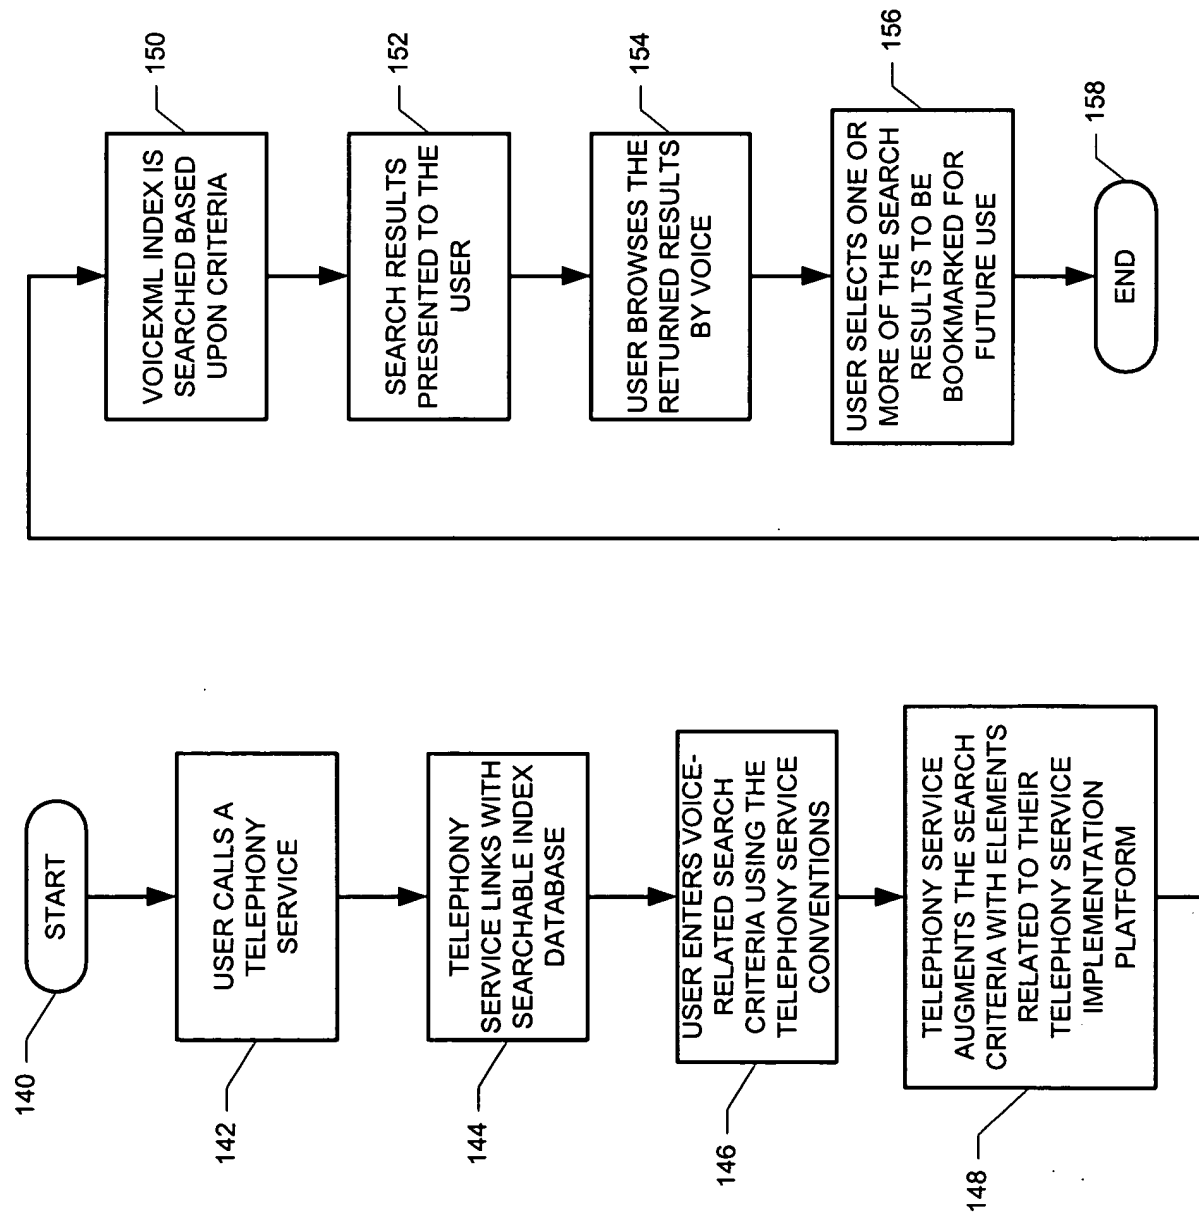 START
140
USER CALLS A
TELEPHONY
SERVICE
142
TELEPHONY
SERVICE LINKS WITH
SEARCHABLE INDEX
DATABASE
144
USER ENTERS VOICE-
RELATED SEARCH
CRITERIA USING THE
TELEPHONY SERVICE
CONVENTIONS
146
TELEPHONY SERVICE
AUGMENTS THE SEARCH
CRITERIA WITH ELEMENTS
RELATED TO THEIR
TELEPHONY SERVICE
IMPLEMENTATION
PLATFORM
148
VOICEXML INDEX IS
SEARCHED BASED
UPON CRITERIA
150
SEARCH RESULTS
PRESENTED TO THE
USER
152
USER BROWSES THE
RETURNED RESULTS
BY VOICE
154
USER SELECTS ONE OR
MORE OF THE SEARCH
RESULTS TO BE
BOOKMARKED FOR
FUTURE USE
156
END
158